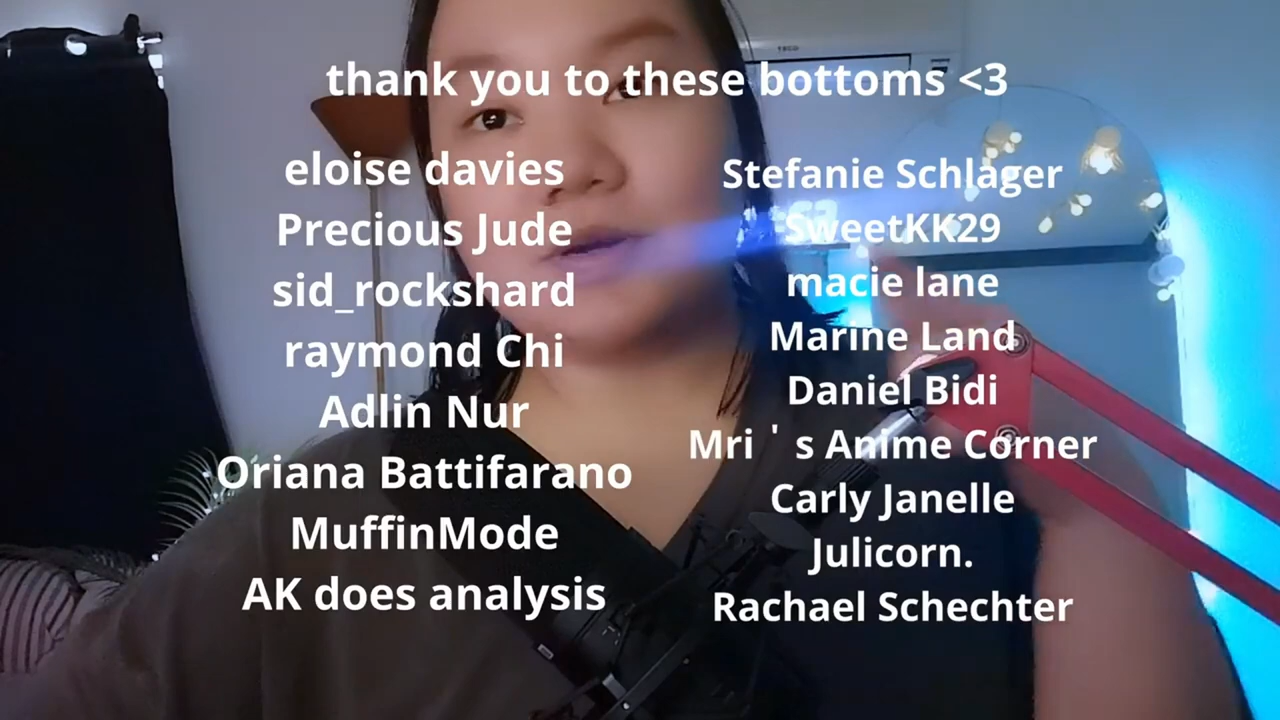 thank you to these bottoms <3
eloise davies
Precious Jude
sid_rockshard
raymond Chi
Adlin Nur
Oriana Battifarano
MuffinMode
AK does analysis
Stefanie Schlager
SweetKK29
macie lane
Marine Land
Daniel Bidi
Mri ' s Anime Corner
Carly Janelle
Julicorn.
Rachael Schechter